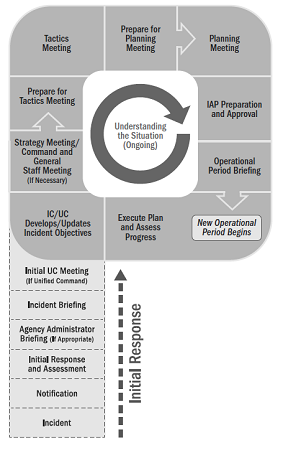 Tactics
Meeting
Prepare for
Planning
Meeting
Planning
Meeting
Prepare for
Tactics Meeting
Understanding
the Situation
(Ongoing)
IAP Preparation
and Approval
Strategy Meeting/
Command and
General
Staff Meeting
(If Necessary)
Operational
Period Briefing
IC/UC
Develops/Updates
Incident Objectives
Execute Plan and
Assess
Progress
New Operational
Period Begins
Initial UC Meeting
(If Unified Command)
Incident Briefing
Agency Administrator
Briefing (If Appropriate)
Initial Response
and Assessment
Notification
Incident
Initial Response